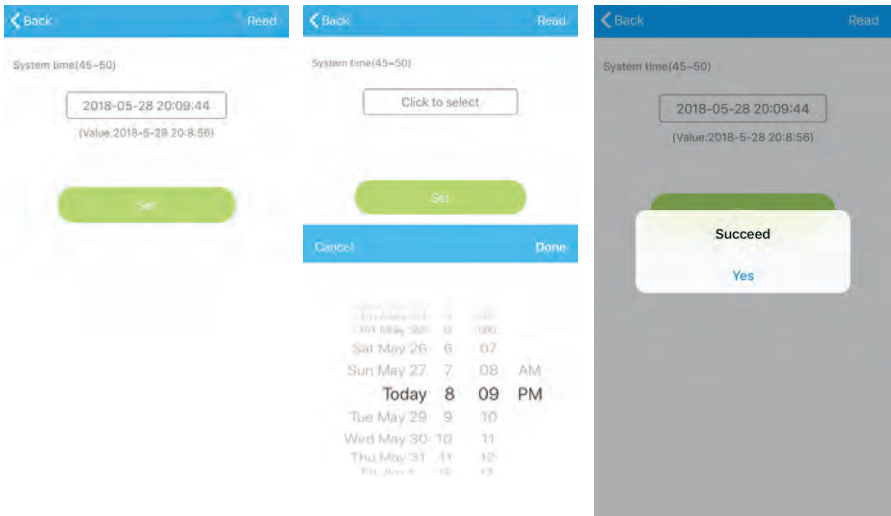 Back Read
System time(45~50)
2018-05-28 20:09:44
(Value:2018-5-28 20:8:56)
Set
Back Read
System time(45~50)
Click to select
Set
Cancel Done
Sat May 26 6 07
Sun May 27 7 08 AM
Today 8 09 PM
Tue May 29 9 10
Wed May 30 10 11
Thu May 31 11 12
Back Read
System time(45~50)
2018-05-28 20:09:44
(Value:2018-5-28 20:8:56)
Succeed
Yes